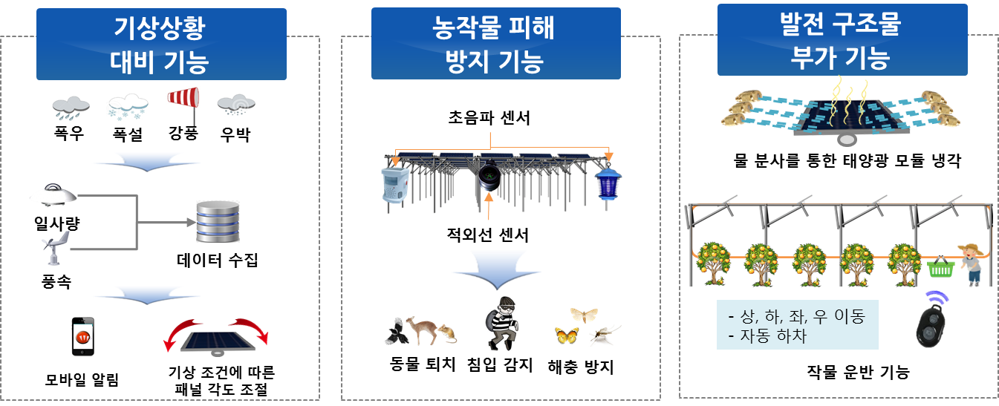 기상상황
대비 기능
폭우
폭설
강풍
우박
일사량
풍속
데이터 수집
모바일 알림
기상 조건에 따른
패널 각도 조절
농작물 피해
방지 기능
초음파 센서
적외선 센서
동물 퇴치
침입 감지
해충 방지
발전 구조물
부가 기능
물 분사를 통한 태양광 모듈 냉각
- 상, 하, 좌, 우 이동
- 자동 하차
작물 운반 기능